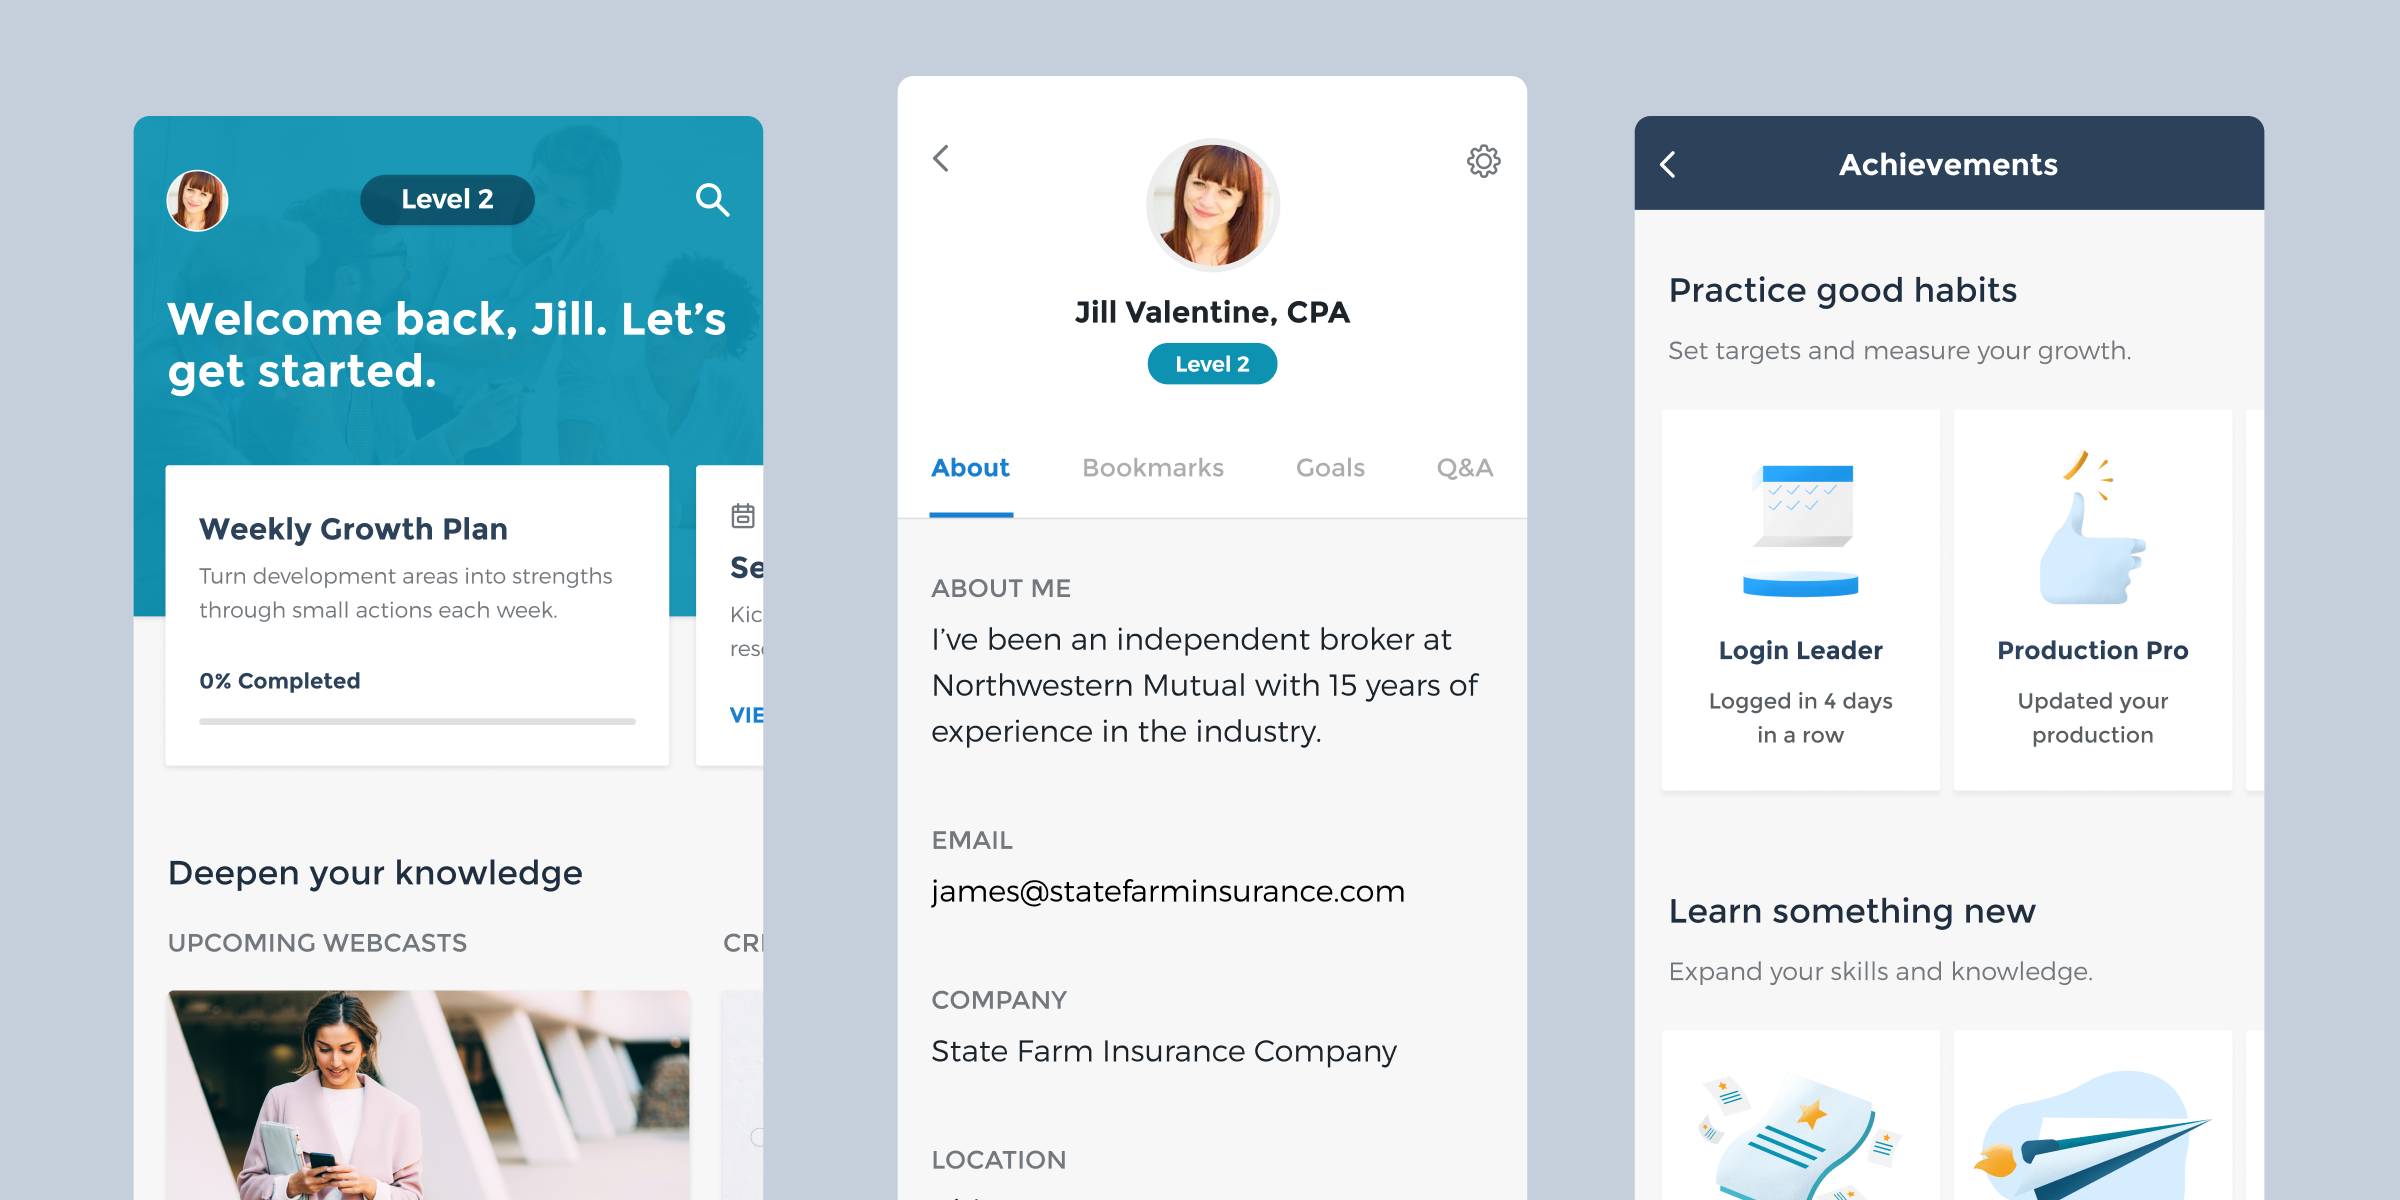 Level 2
Welcome back, Jill. Let’s
get started.
Weekly Growth Plan
Turn development areas into strengths
through small actions each week.
0% Completed
Deepen your knowledge
UPCOMING WEBCASTS
Jill Valentine, CPA
Level 2
About
Bookmarks
Goals
Q&A
ABOUT ME
I’ve been an independent broker at
Northwestern Mutual with 15 years of
experience in the industry.
EMAIL
james@statefarminsurance.com
COMPANY
State Farm Insurance Company
LOCATION
Achievements
Practice good habits
Set targets and measure your growth.
Login Leader
Logged in 4 days
in a row
Production Pro
Updated your
production
Learn something new
Expand your skills and knowledge.